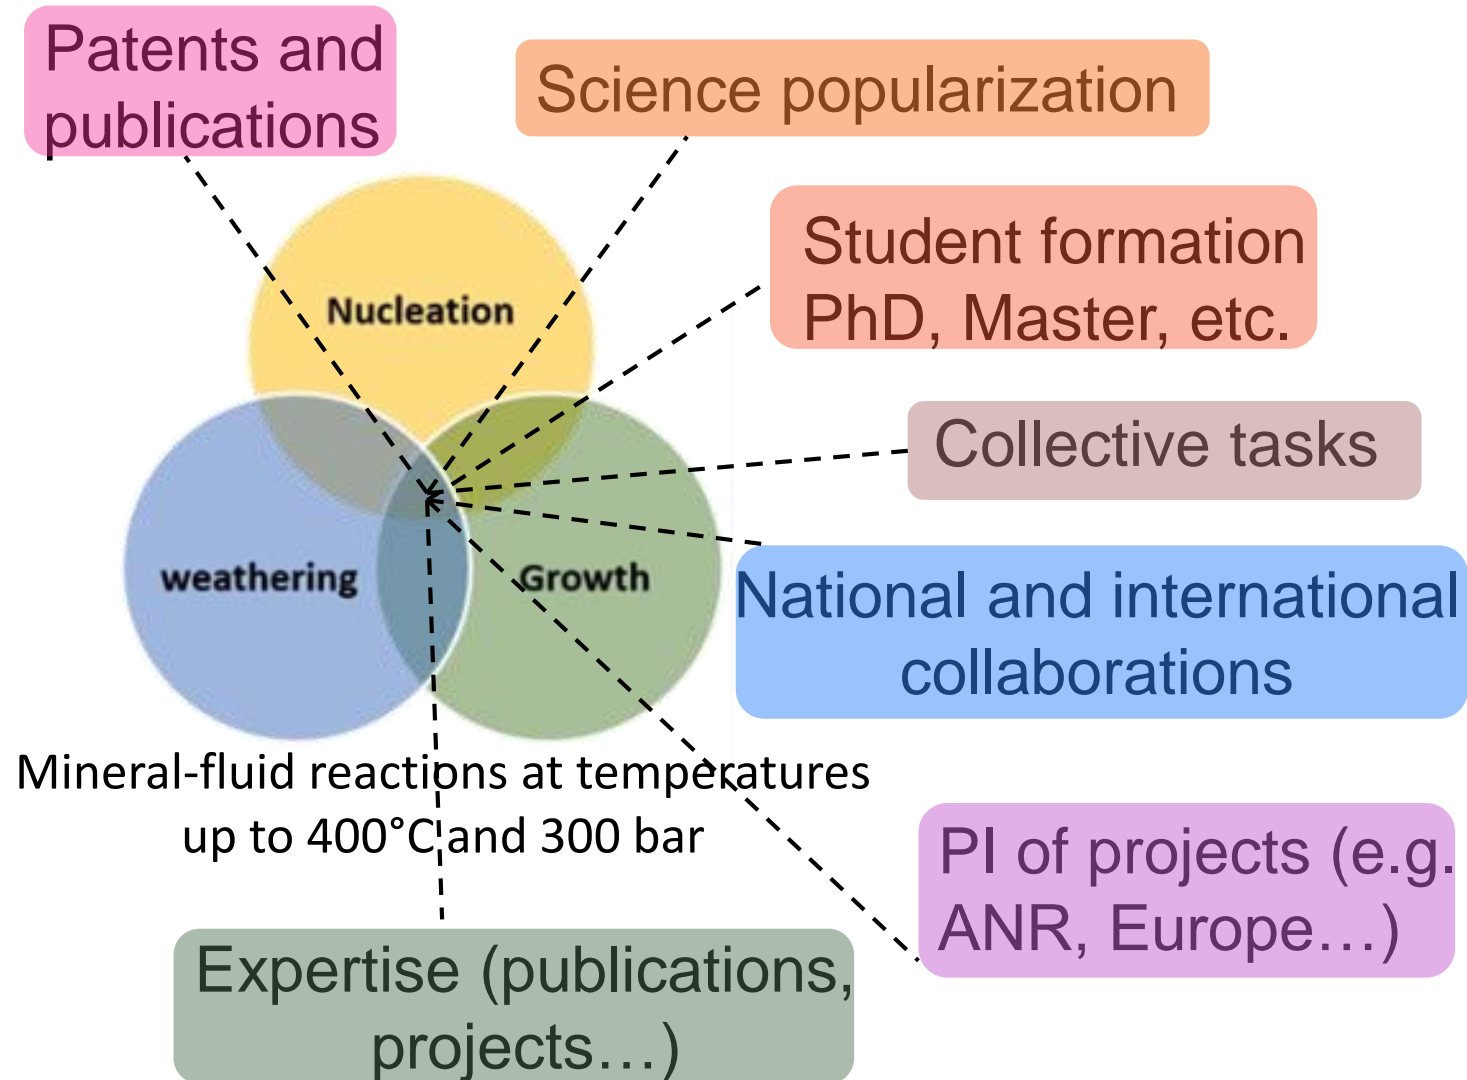 Patents and
publications
Science popularization
Student formation
PhD, Master, etc.
Nucleation
Collective tasks
weathering
Growth
National and international
collaborations
Mineral-fluid reactions at temperatures
up to 400°C and 300 bar
PI of projects (e.g.
ANR, Europe…)
Expertise (publications,
projects…)